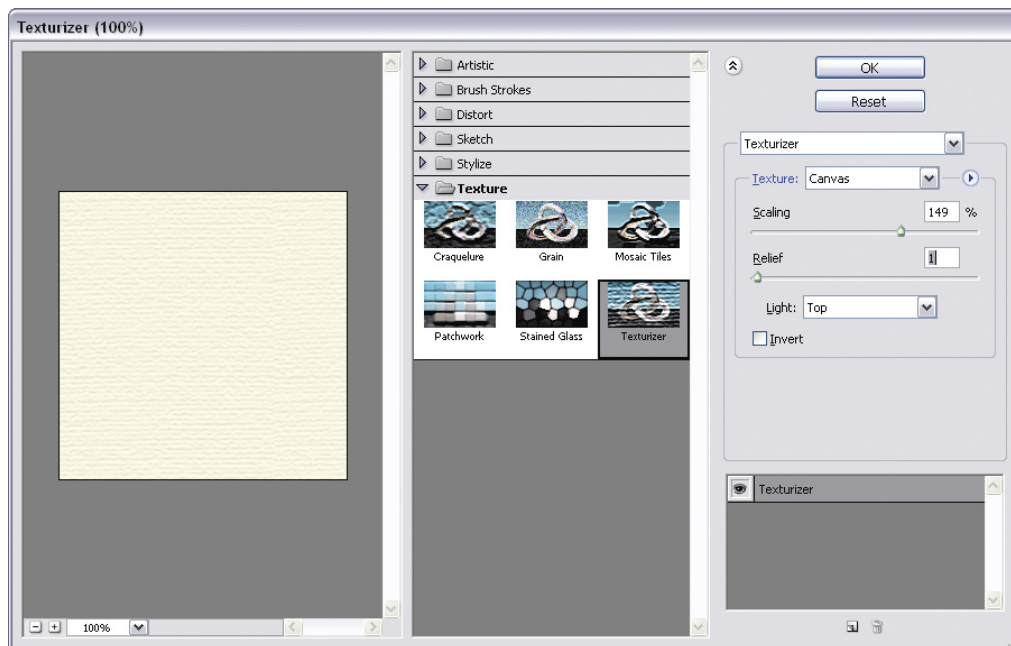 Texturizer (100%)
100%
Artistic
Brush Strokes
Distort
Sketch
Stylize
Texture
Craquelure Grain Mosaic Tiles
Patchwork Stained Glass Texturizer
OK
Reset
Texturizer
Texture: Canvas
Scaling 149 %
Relief 1
Light: Top
Invert
Texturizer